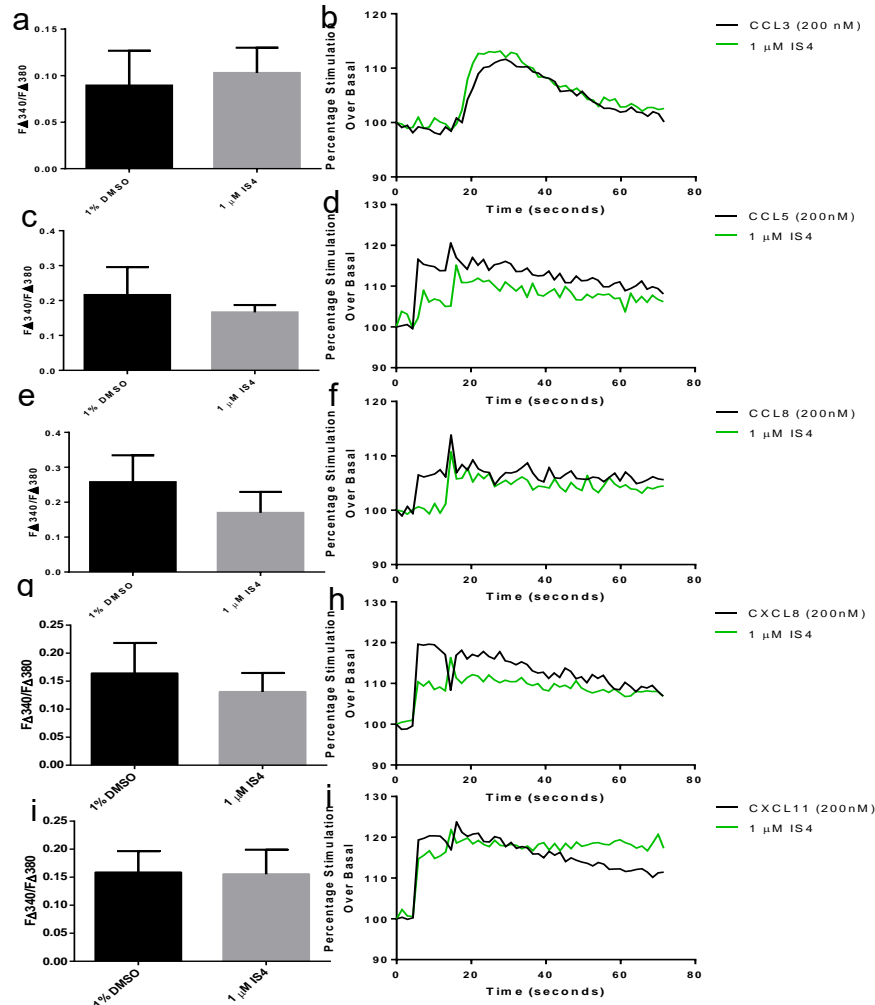 a
FΔ340/FΔ380
0.15
0.10
0.05
0.00
1% DMSO
1 μM IS4
b
Percentage Stimulation
Over Basal
120
110
100
90
0
20
40
60
80
Time (seconds)
CCL3 (200 nM)
1 μM IS4
c
FΔ340/FΔ380
0.4
0.3
0.2
0.1
0.0
1% DMSO
1 μM IS4
d
Percentage Stimulation
Over Basal
130
120
110
100
90
0
20
40
60
80
Time (seconds)
CCL5 (200nM)
1 μM IS4
e
FΔ340/FΔ380
0.4
0.3
0.2
0.1
0.0
1% DMSO
1 μM IS4
f
Percentage Stimulation
Over Basal
120
110
100
90
0
20
40
60
80
Time (seconds)
CCL8 (200nM)
1 μM IS4
g
FΔ340/FΔ380
0.25
0.20
0.15
0.10
0.05
0.00
1% DMSO
1 μM IS4
h
Percentage Stimulation
Over Basal
130
120
110
100
90
0
20
40
60
80
Time (seconds)
CXCL8 (200nM)
1 μM IS4
i
FΔ340/FΔ380
0.25
0.20
0.15
0.10
0.05
0.00
1% DMSO
1 μM IS4
j
Percentage Stimulation
Over Basal
130
120
110
100
90
0
20
40
60
80
Time (seconds)
CXCL11 (200nM)
1 μM IS4